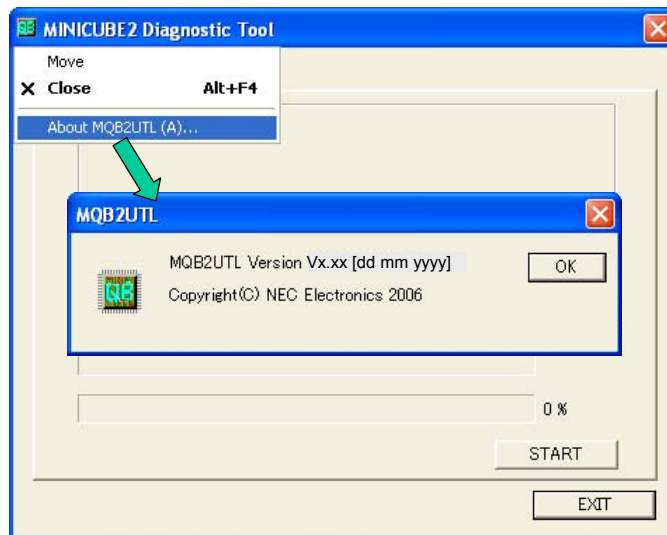 MINICUBE2 Diagnostic Tool
Move
Close Alt+F4
About MQB2UTL (A)...
MQB2UTL
MQB2UTL Version Vx.xx [dd mm yyyy]
OK
QB
Copyright(C) NEC Electronics 2006
0 %
START
EXIT